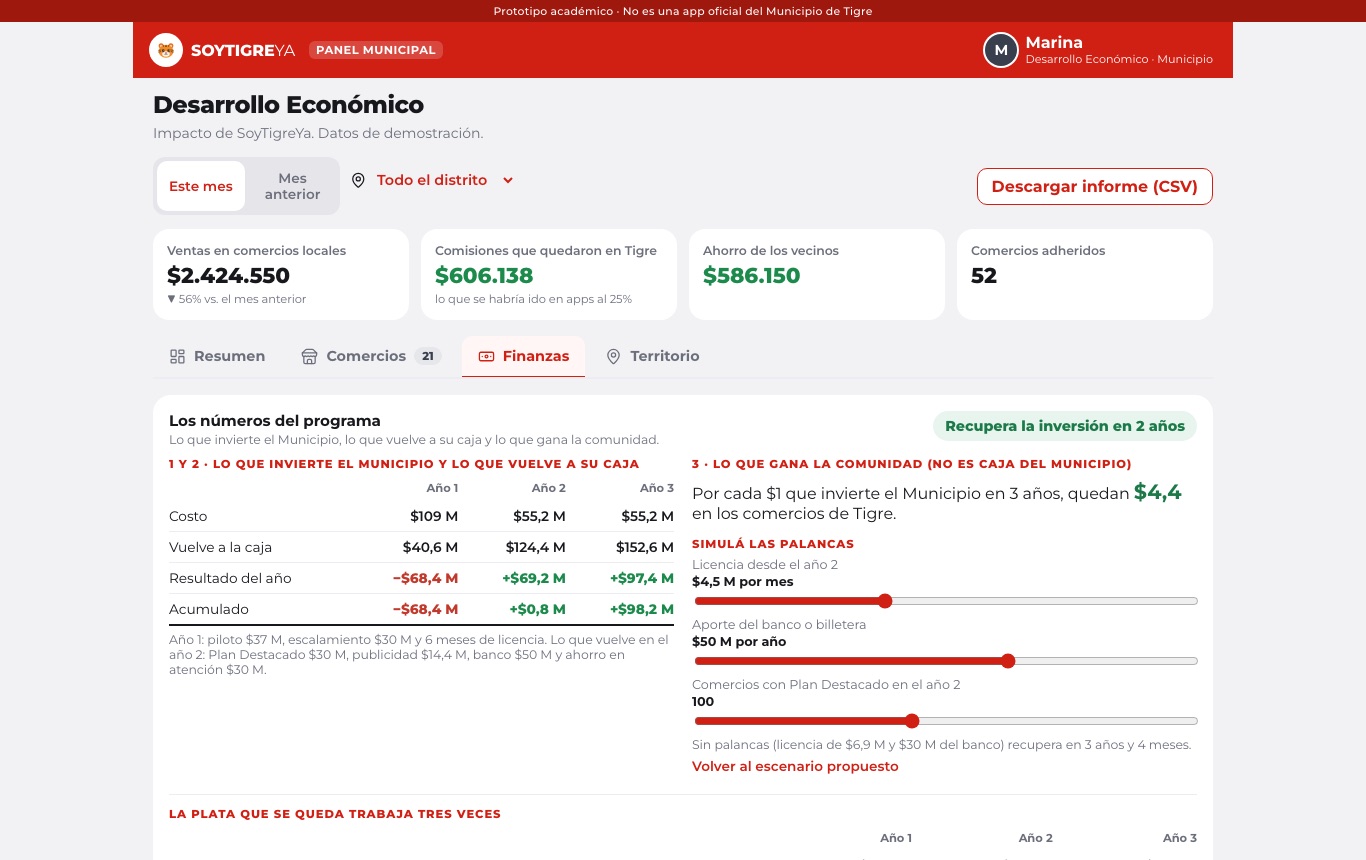 Prototipo académico · No es una app oficial del Municipio de Tigre
SOYTIGREYA
PANEL MUNICIPAL
M
Marina
Desarrollo Económico · Municipio
Desarrollo Económico
Impacto de SoyTigreYa. Datos de demostración.
Este mes
Mes
anterior
Todo el distrito
Descargar informe (CSV)
Ventas en comercios locales
$2.424.550
▼ 56% vs. el mes anterior
Comisiones que quedaron en Tigre
$606.138
lo que se habría ido en apps al 25%
Ahorro de los vecinos
$586.150
Comercios adheridos
52
Resumen
Comercios 21
Finanzas
Territorio
Los números del programa
Lo que invierte el Municipio, lo que vuelve a su caja y lo que gana la comunidad.
Recupera la inversión en 2 años
1 Y 2 · LO QUE INVIERTE EL MUNICIPIO Y LO QUE VUELVE A SU CAJA
Año 1 Año 2 Año 3
Costo $109 M $55,2 M $55,2 M
Vuelve a la caja $40,6 M $124,4 M $152,6 M
Resultado del año −$68,4 M +$69,2 M +$97,4 M
Acumulado −$68,4 M +$0,8 M +$98,2 M
Año 1: piloto $37 M, escalamiento $30 M y 6 meses de licencia. Lo que vuelve en el
año 2: Plan Destacado $30 M, publicidad $14,4 M, banco $50 M y ahorro en
atención $30 M.
3 · LO QUE GANA LA COMUNIDAD (NO ES CAJA DEL MUNICIPIO)
Por cada $1 que invierte el Municipio en 3 años, quedan $4,4
en los comercios de Tigre.
SIMULÁ LAS PALANCAS
Licencia desde el año 2
$4,5 M por mes
Aporte del banco o billetera
$50 M por año
Comercios con Plan Destacado en el año 2
100
Sin palancas (licencia de $6,9 M y $30 M del banco) recupera en 3 años y 4 meses.
Volver al escenario propuesto
LA PLATA QUE SE QUEDA TRABAJA TRES VECES
Año 1 Año 2 Año 3